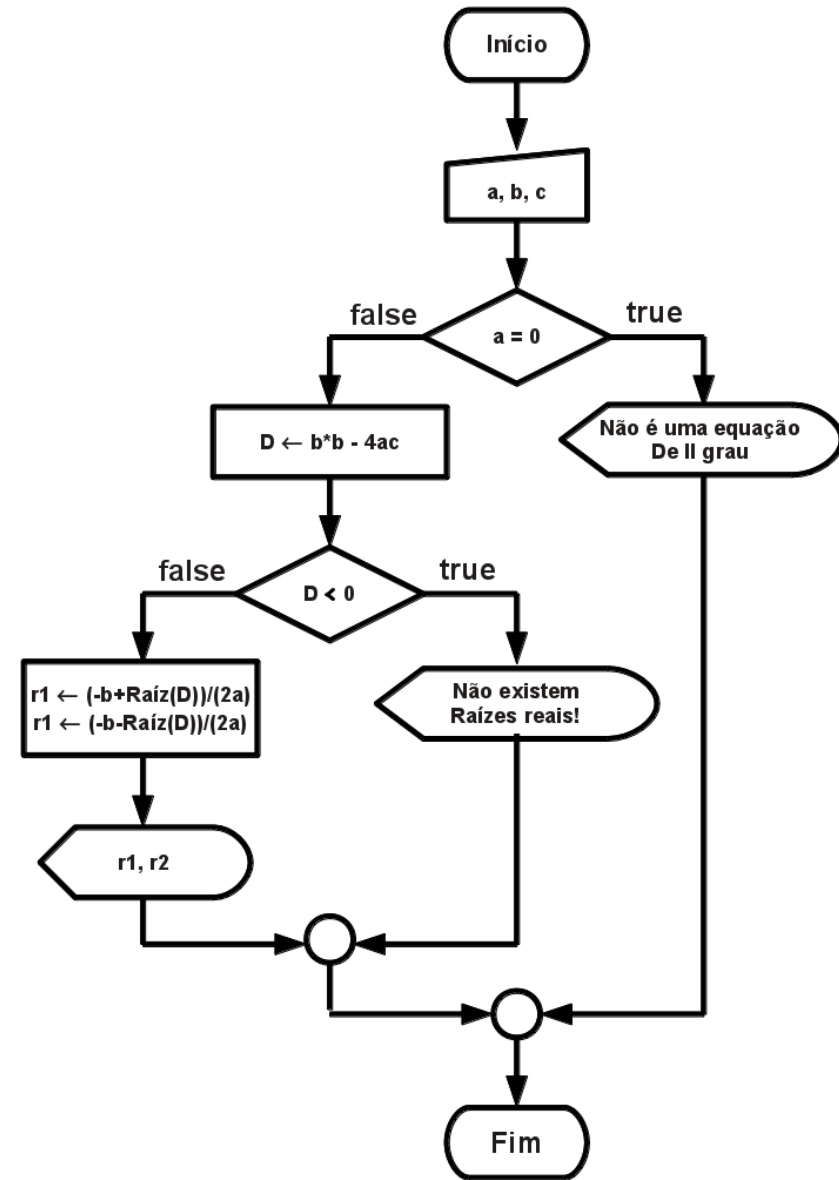 Início
a, b, c
false
true
a = 0
D ← b*b - 4ac
Não é uma equação
De II grau
false
true
D < 0
r1 ← (-b+Raíz(D))/(2a)
r1 ← (-b-Raíz(D))/(2a)
Não existem
Raízes reais!
r1, r2
Fim